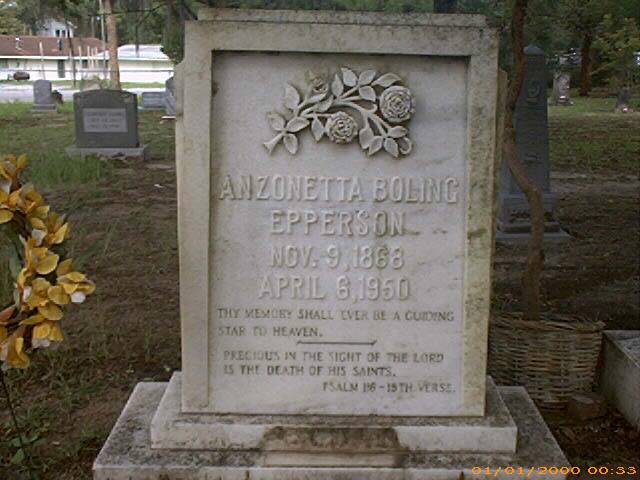 ANZONETTA BOLING
EPPERSON
NOV. 9, 1868
APRIL 6, 1950
THY MEMORY SHALL EVER BE A GUIDING
STAR TO HEAVEN.
PRECIOUS IN THE SIGHT OF THE LORD
IS THE DEATH OF HIS SAINTS.
PSALM 116 - 15TH. VERSE.
01/01/2000 00:33